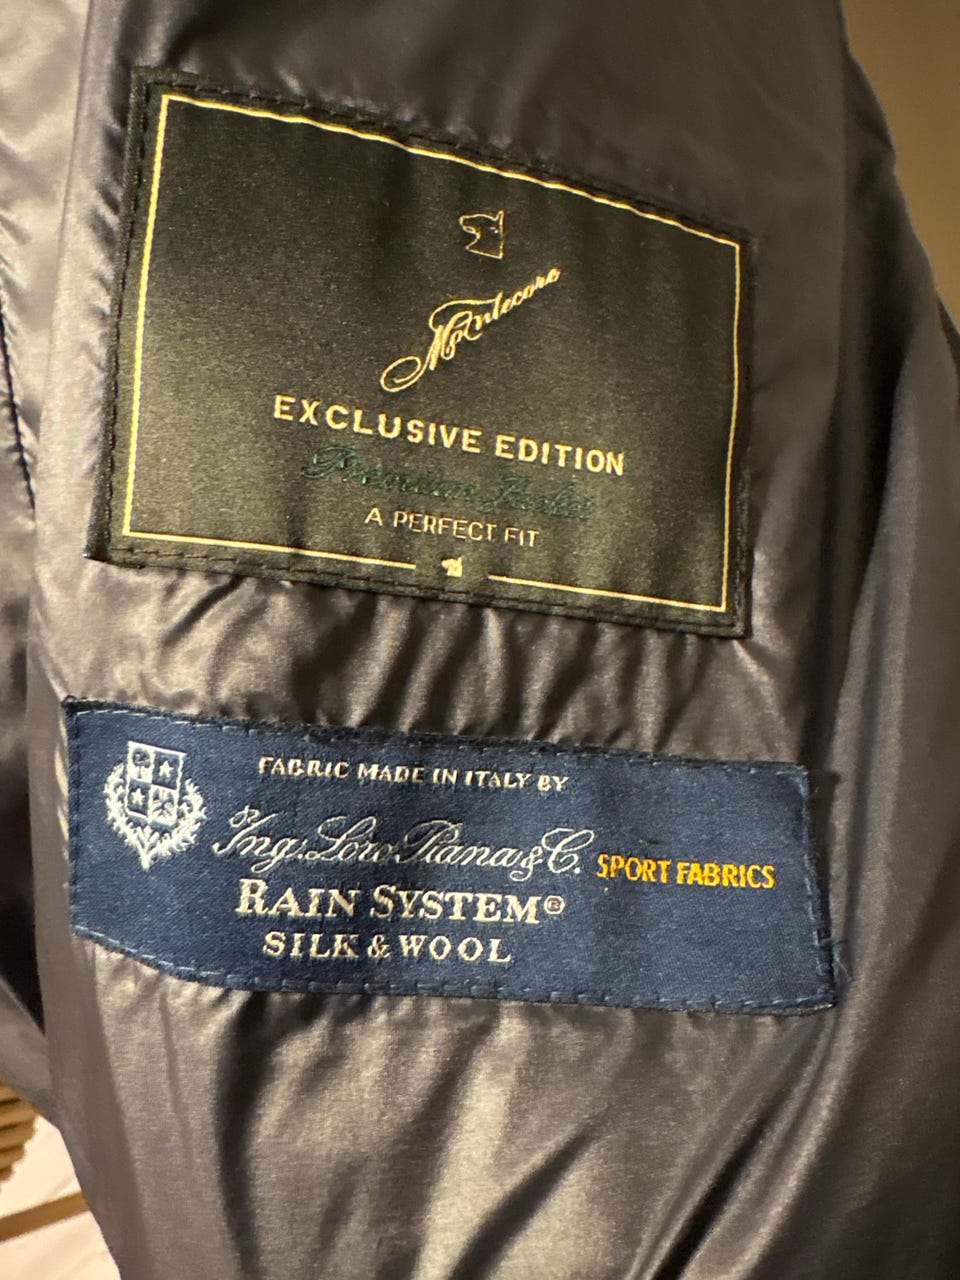 Montecore
EXCLUSIVE EDITION
Premium Jacket
A PERFECT FIT
FABRIC MADE IN ITALY BY
Ing. Loro Piana & C. SPORT FABRICS
RAIN SYSTEM®
SILK & WOOL